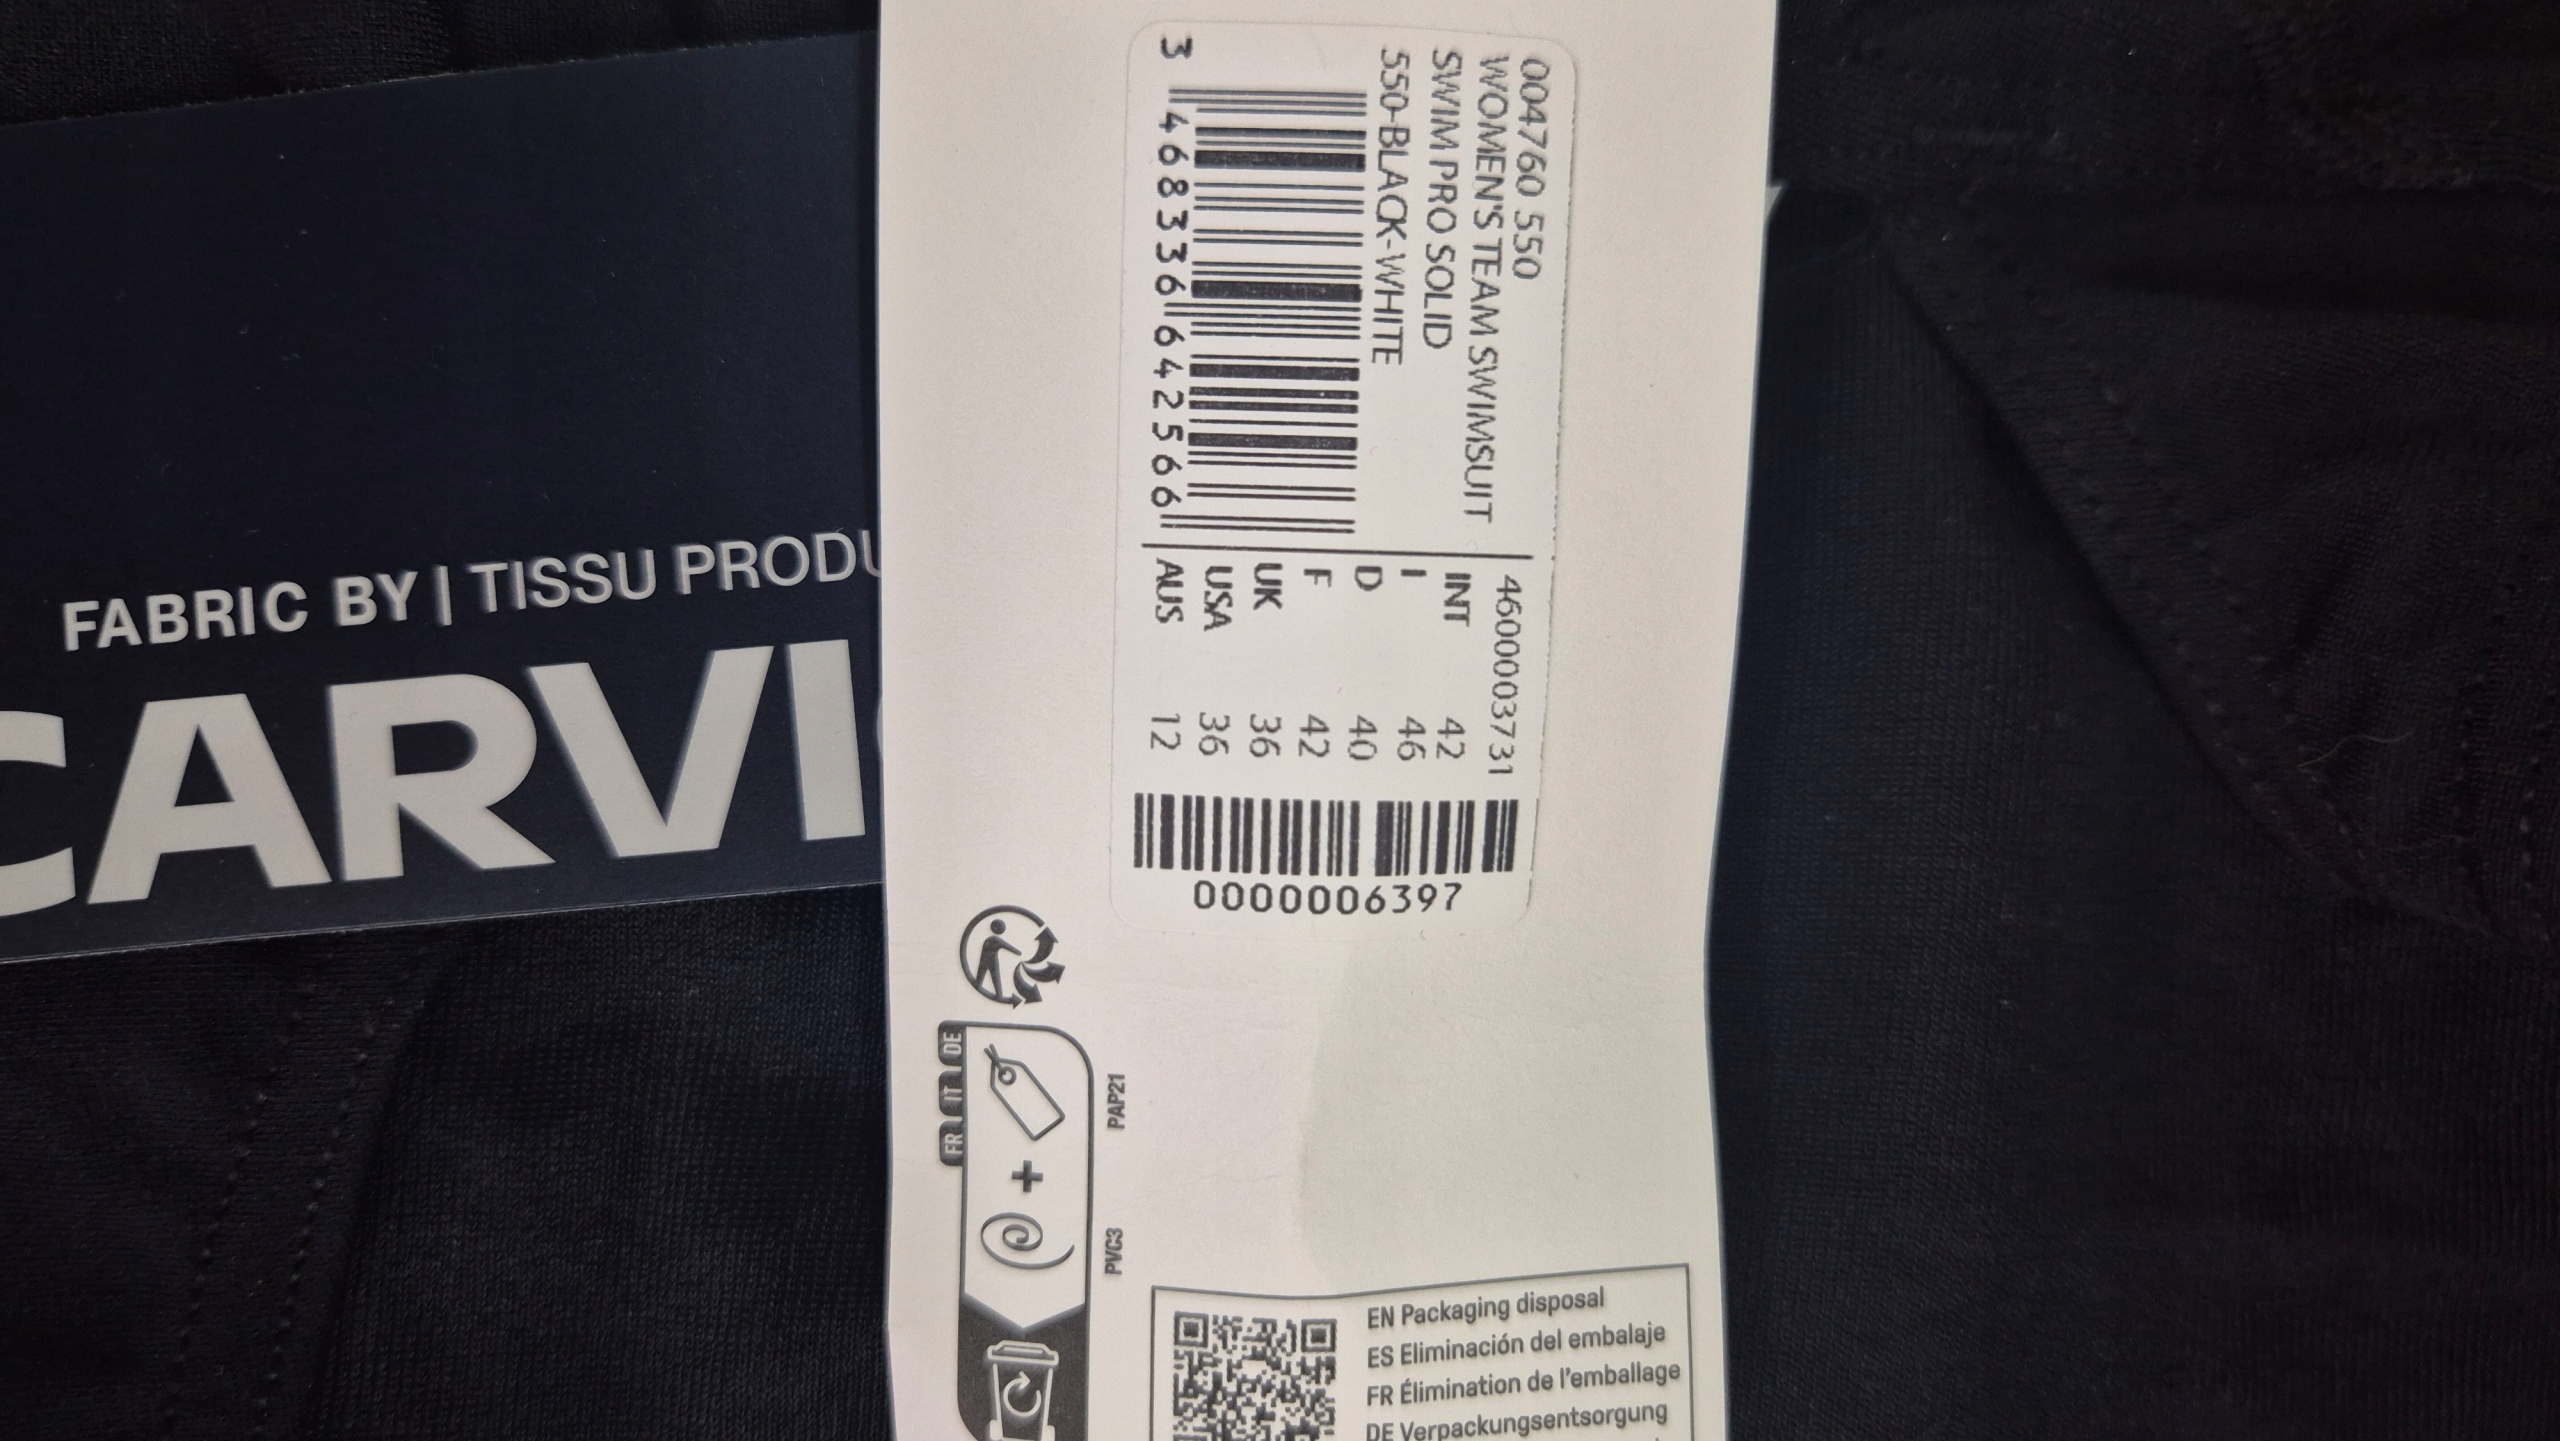 FABRIC BY | TISSU PRODU
CARVI
004760 550
WOMEN'S TEAM SWIMSUIT
SWIM PRO SOLID
550-BLACK-WHITE
3 468336 642566
4600003731
INT 42
I 46
D 40
F 42
UK 36
USA 36
AUS 12
0000006397
FR IT DE
+
PAP21
PVC3
EN Packaging disposal
ES Eliminación del embalaje
FR Élimination de l'emballage
DE Verpackungsentsorgung